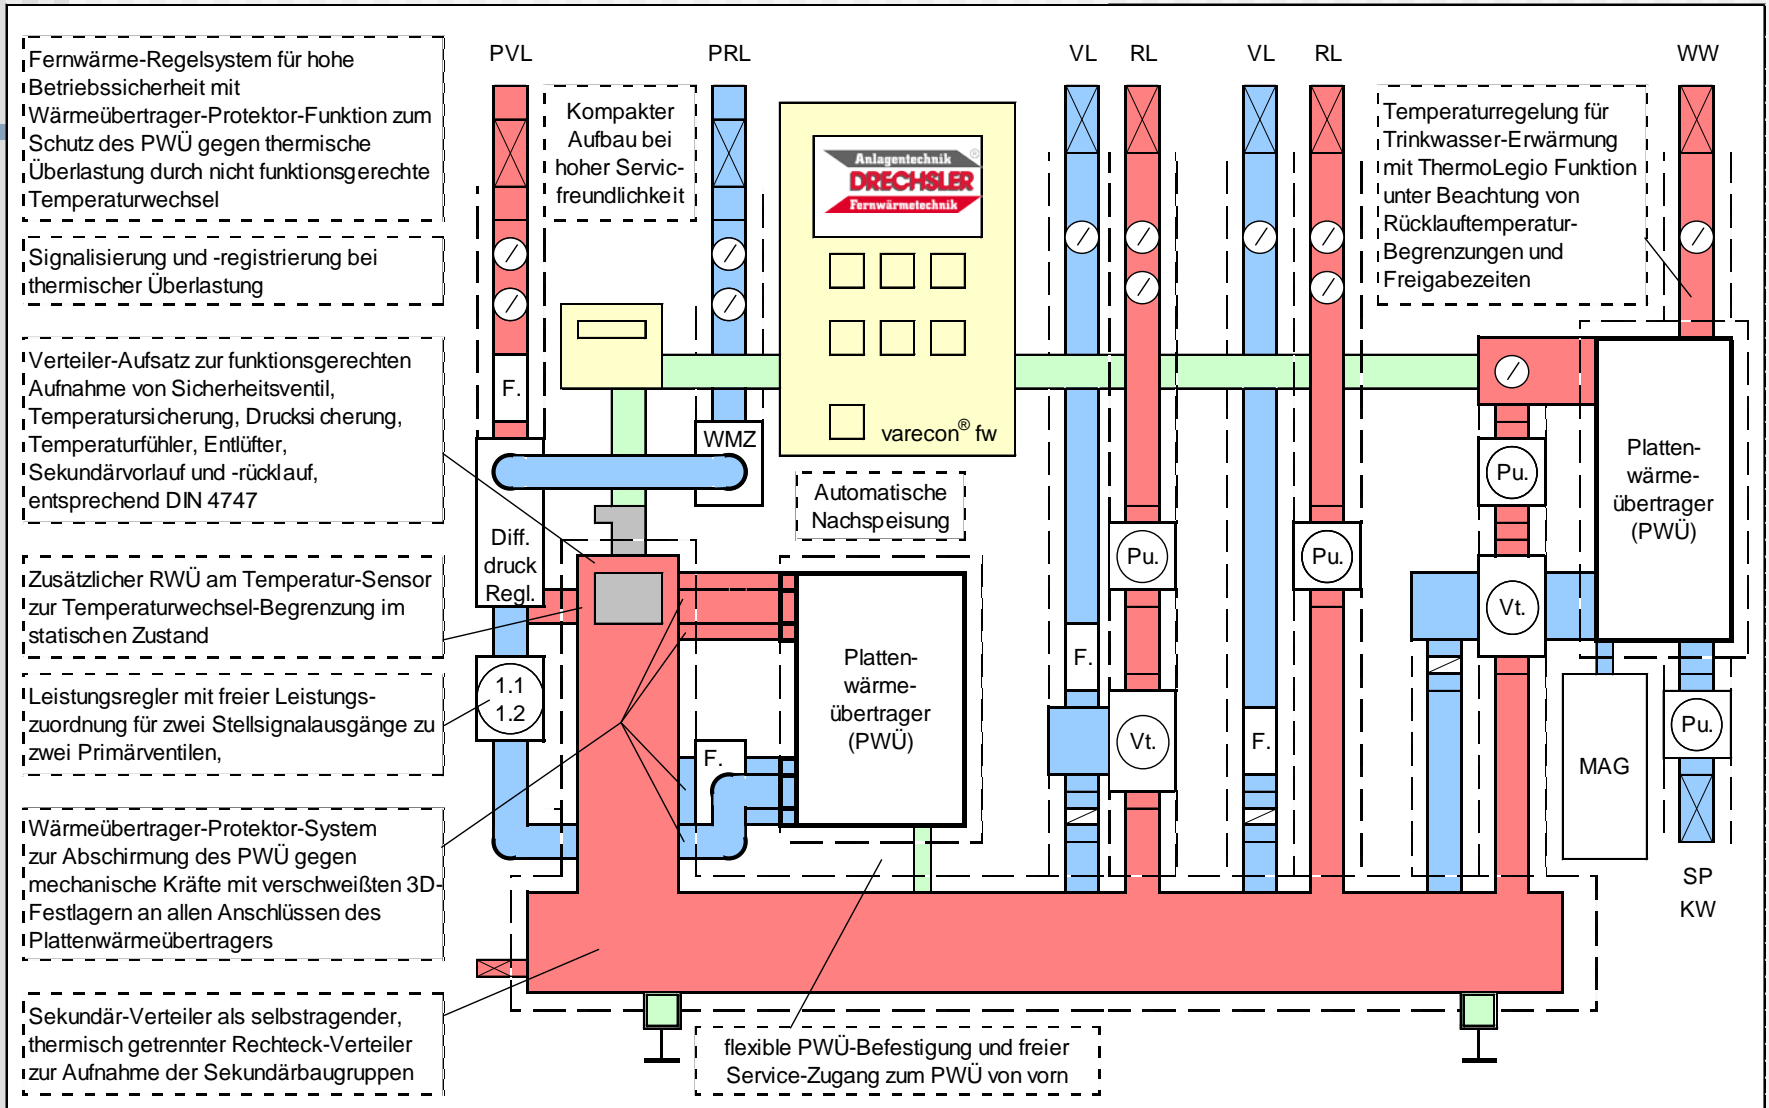 Fernwärme-Regelsystem für hohe
Betriebssicherheit mit
Wärmeübertrager-Protektor-Funktion zum
Schutz des PWÜ gegen thermische
Überlastung durch nicht funktionsgerechte
Temperaturwechsel
Signalisierung und -registrierung bei
thermischer Überlastung
Verteiler-Aufsatz zur funktionsgerechten
Aufnahme von Sicherheitsventil,
Temperatursicherung, Drucksicherung,
Temperaturfühler, Entlüfter,
Sekundärvorlauf und -rücklauf,
entsprechend DIN 4747
Zusätzlicher RWÜ am Temperatur-Sensor
zur Temperaturwechsel-Begrenzung im
statischen Zustand
Leistungsregler mit freier Leistungs-
zuordnung für zwei Stellsignalausgänge zu
zwei Primärventilen,
Wärmeübertrager-Protektor-System
zur Abschirmung des PWÜ gegen
mechanische Kräfte mit verschweißten 3D-
Festlagern an allen Anschlüssen des
Plattenwärmeübertragers
Sekundär-Verteiler als selbstragender,
thermisch getrennter Rechteck-Verteiler
zur Aufnahme der Sekundärbaugruppen
PVL
PRL
VL
RL
VL
RL
WW
Kompakter
Aufbau bei
hoher Servic-
freundlichkeit
Anlagentechnik ®
DRECHSLER
Fernwärmetechnik
varecon® fw
Temperaturregelung für
Trinkwasser-Erwärmung
mit ThermoLegio Funktion
unter Beachtung von
Rücklauftemperatur-
Begrenzungen und
Freigabezeiten
F.
WMZ
Diff.
druck
Regl.
1.1
1.2
Automatische
Nachspeisung
Platten-
wärme-
übertrager
(PWÜ)
F.
Pu.
Pu.
F.
Vt.
F.
Pu.
Vt.
Platten-
wärme-
übertrager
(PWÜ)
MAG
Pu.
SP
KW
flexible PWÜ-Befestigung und freier
Service-Zugang zum PWÜ von vorn